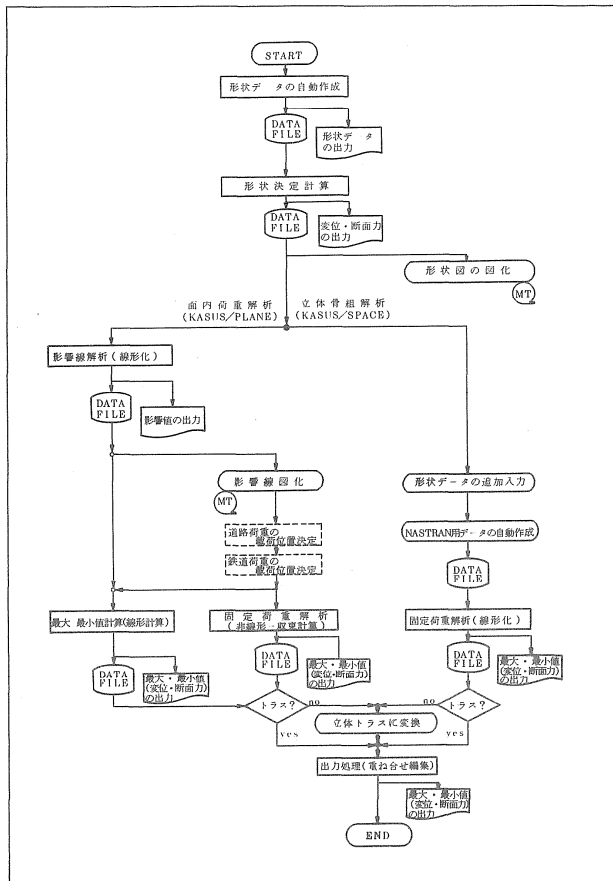 START
形状データの自動作成
DATA
FILE
形状データ
の出力
形状決定計算
DATA
FILE
変位・断面力
の出力
形状図の図化
MT
面内荷重解析
(KASUS/PLANE)
立体骨組解析
(KASUS/SPACE)
影響線解析(線形化)
DATA
FILE
影響値の出力
影響線図化
MT
道路荷重の
載荷位置決定
鉄道荷重の
載荷位置決定
形状データの追加入力
NASTRAN用データの自動作成
DATA
FILE
最大 最小値計算(線形計算)
固定荷重解析
(非線形-収束計算)
固定荷重解析(線形化)
DATA
FILE
最大・最小値
(変位・断面力)
の出力
DATA
FILE
最大・最小値
(変位・断面力)
の出力
DATA
FILE
最大・最小値
(変位・断面力)
の出力
トラス?
no
no
トラス?
立体トラスに変換
yes
yes
出力処理(重ね合せ編集)
最大・最小値
(変位・断面力)
の出力
END